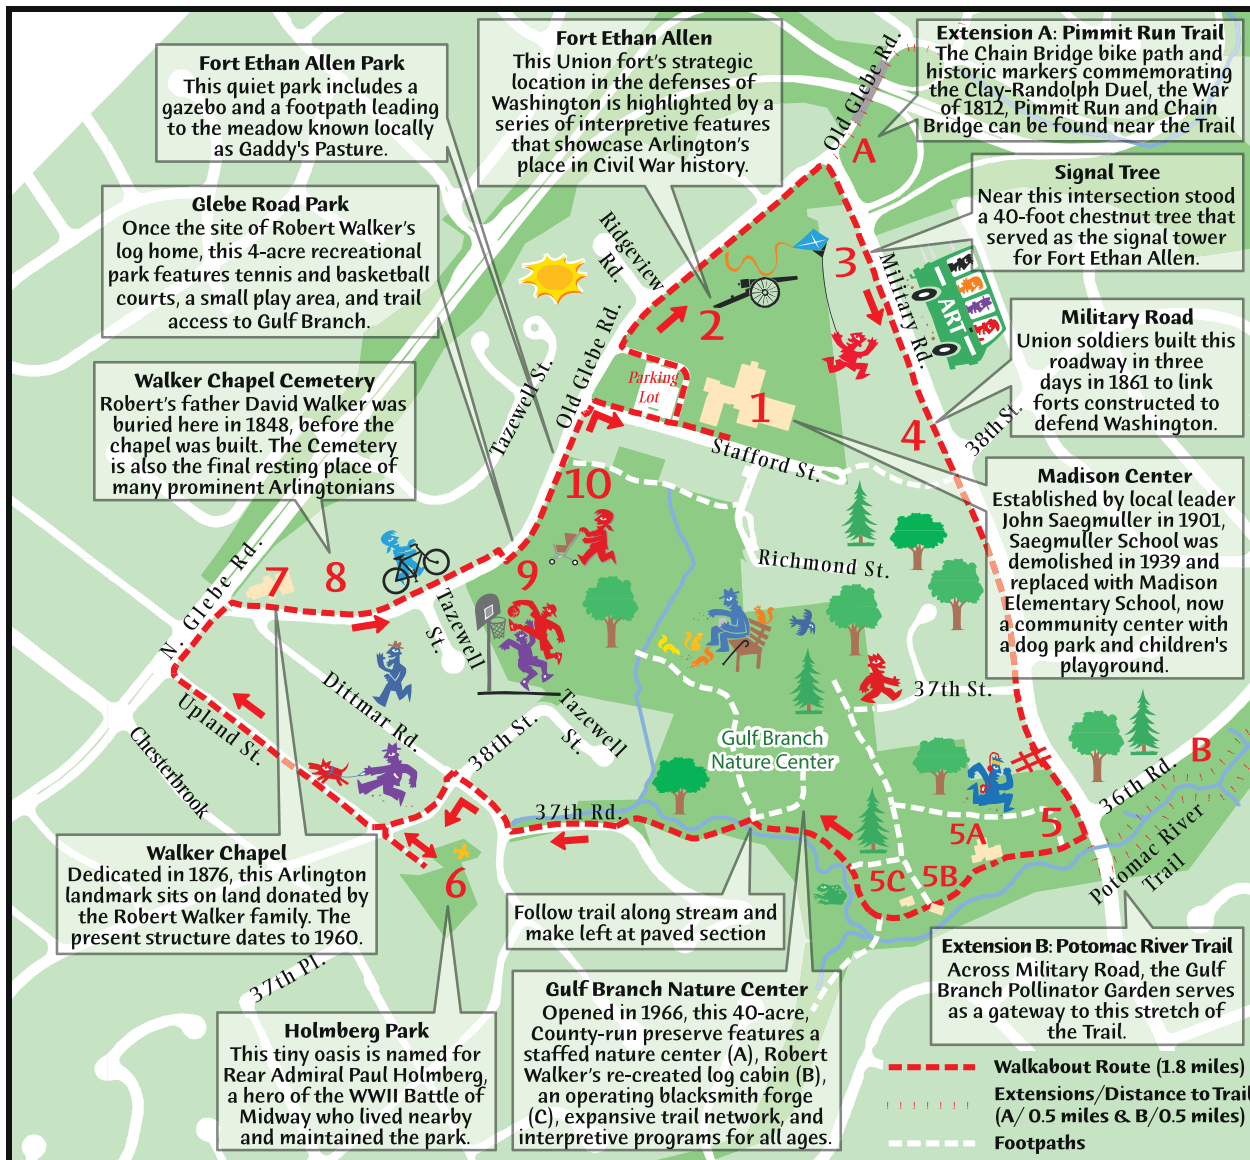 Fort Ethan Allen Park
This quiet park includes a
gazebo and a footpath leading
to the meadow known locally
as Gaddy's Pasture.
Fort Ethan Allen
This Union fort's strategic
location in the defenses of
Washington is highlighted by a
series of interpretive features
that showcase Arlington's
place in Civil War history.
Extension A: Pimmit Run Trail
The Chain Bridge bike path and
historic markers commemorating
the Clay-Randolph Duel, the War
of 1812, Pimmit Run and Chain
Bridge can be found near the Trail
Old Glebe Rd.
A
Signal Tree
Near this intersection stood
a 40-foot chestnut tree that
served as the signal tower
for Fort Ethan Allen.
Glebe Road Park
Once the site of Robert Walker's
log home, this 4-acre recreational
park features tennis and basketball
courts, a small play area, and trail
access to Gulf Branch.
Ridgeview
Rd.
3
Military Rd.
ART
2
Military Road
Union soldiers built this
roadway in three
days in 1861 to link
forts constructed to
defend Washington.
Walker Chapel Cemetery
Robert's father David Walker was
buried here in 1848, before the
chapel was built. The Cemetery
is also the final resting place of
many prominent Arlingtonians
Tazewell St.
Old Glebe Rd.
Parking
Lot
1
4
38th St.
Stafford St.
Madison Center
Established by local leader
John Saegmuller in 1901,
Saegmuller School was
demolished in 1939 and
replaced with Madison
Elementary School, now
a community center with
a dog park and children's
playground.
10
N. Glebe Rd.
7
8
9
Richmond St.
Tazewell
St.
37th St.
Upland St.
Dittmar Rd.
38th St.
Tazewell
St.
Gulf Branch
Nature Center
Chesterbrook
B
36th Rd.
37th Rd.
5
5A
5B
5C
Potomac River
Trail
6
Walker Chapel
Dedicated in 1876, this Arlington
landmark sits on land donated by
the Robert Walker family. The
present structure dates to 1960.
Follow trail along stream and
make left at paved section
37th Pl.
Extension B: Potomac River Trail
Across Military Road, the Gulf
Branch Pollinator Garden serves
as a gateway to this stretch of
the Trail.
Holmberg Park
This tiny oasis is named for
Rear Admiral Paul Holmberg,
a hero of the WWII Battle of
Midway who lived nearby
and maintained the park.
Gulf Branch Nature Center
Opened in 1966, this 40-acre,
County-run preserve features a
staffed nature center (A), Robert
Walker's re-created log cabin (B),
an operating blacksmith forge
(C), expansive trail network, and
interpretive programs for all ages.
Walkabout Route (1.8 miles)
Extensions/Distance to Trail
(A/ 0.5 miles & B/0.5 miles)
Footpaths